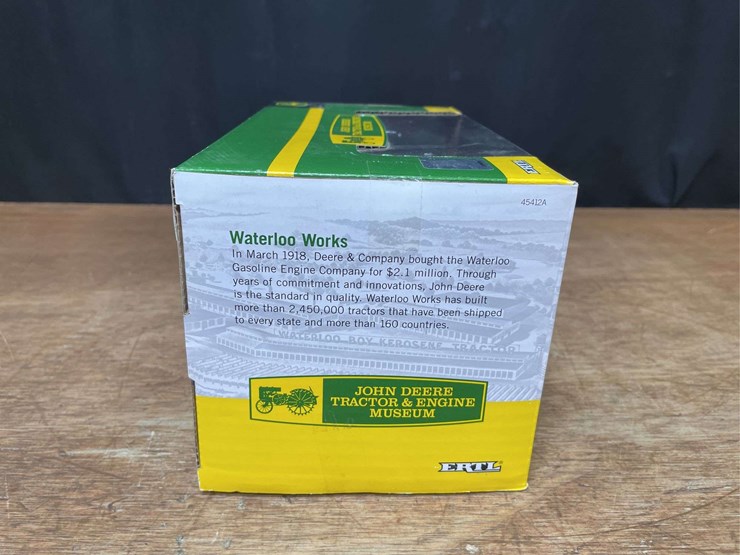 ERTL
45412A
Waterloo Works
In March 1918, Deere & Company bought the Waterloo
Gasoline Engine Company for $2.1 million. Through
years of commitment and innovations, John Deere
is the standard in quality. Waterloo Works has built
more than 2,450,000 tractors that have been shipped
to every state and more than 160 countries.
WATERLOO BOY KEROSENE TRACTOR
JOHN DEERE
TRACTOR & ENGINE
MUSEUM
ERTL